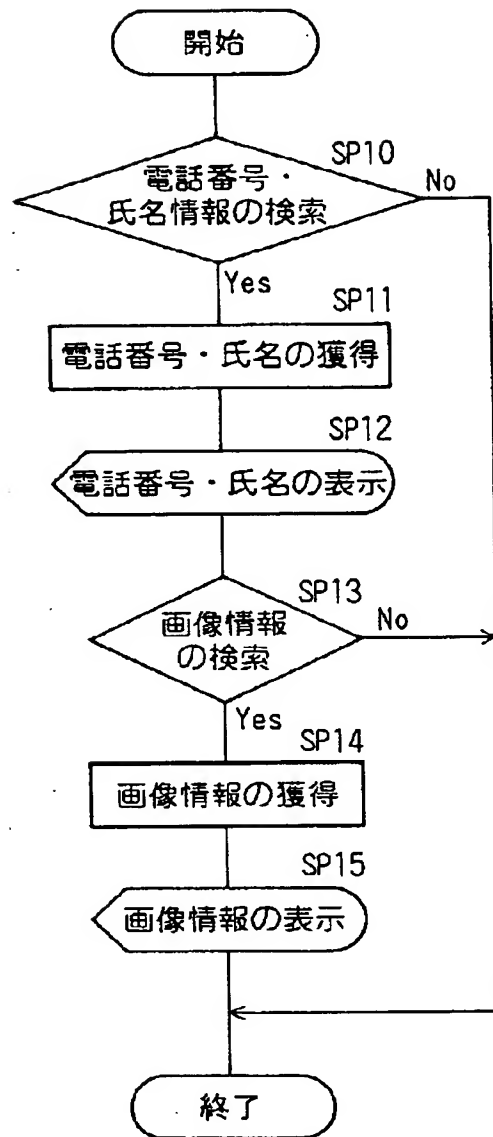 開始
SP10
電話番号・
氏名情報の検索
No
Yes
SP11
電話番号・氏名の獲得
SP12
電話番号・氏名の表示
SP13
画像情報
の検索
No
Yes
SP14
画像情報の獲得
SP15
画像情報の表示
終了